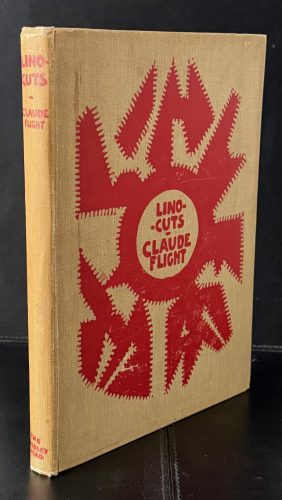 LINO-
CUTS
-
CLAUDE
FLIGHT
THE
BODLEY
HEAD
LINO-
-CUTS
-
CLAUDE
FLIGHT